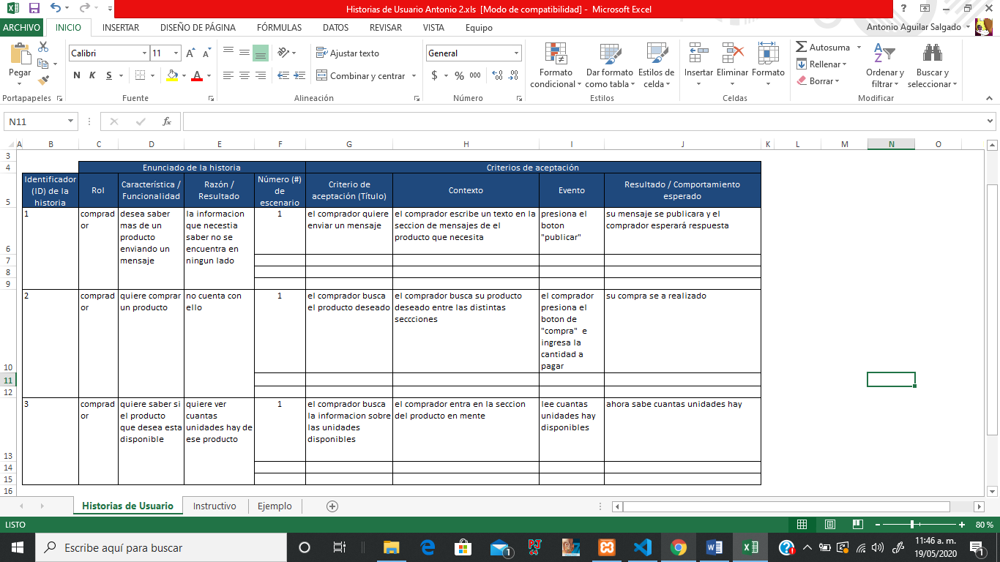 Historias de Usuario Antonio 2.xls [Modo de compatibilidad] - Microsoft Excel
ARCHIVO INICIO INSERTAR DISEÑO DE PÁGINA FÓRMULAS DATOS REVISAR VISTA Equipo Antonio Aguilar Salgado
Pegar
Calibri 11
N K S
Ajustar texto
Combinar y centrar
General
$ % 000
Formato condicional
Dar formato como tabla
Estilos de celda
Insertar Eliminar Formato
Autosuma
Rellenar
Borrar
Ordenar y filtrar
Buscar y seleccionar
Portapapeles Fuente Alineación Número Estilos Celdas Modificar
N11 fx
A B C D E F G H I J K L M N O
3
4 Enunciado de la historia Criterios de aceptación
5
Identificador (ID) de la historia
Rol
Característica / Funcionalidad
Razón / Resultado
Número (#) de escenario
Criterio de aceptación (Título)
Contexto
Evento
Resultado / Comportamiento esperado
6
1
comprad
or
desea saber
mas de un
producto
enviando un
mensaje
la informacion
que necestia
saber no se
encuentra en
ningun lado
1
el comprador quiere
enviar un mensaje
el comprador escribe un texto en la
seccion de mensajes de el
producto que necesita
presiona el
boton
"publicar"
su mensaje se publicara y el
comprador esperará respuesta
7
8
9
10
2
comprad
or
quiere comprar
un producto
no cuenta con
ello
1
el comprador busca
el producto deseado
el comprador busca su producto
deseado entre las distintas
seccciones
el comprador
presiona el
boton de
"compra" e
ingresa la
cantidad a
pagar
su compra se a realizado
11
12
13
3
comprad
or
quiere saber si
el producto
que desea esta
disponible
quiere ver
cuantas
unidades hay de
ese producto
1
el comprador busca
la informacion sobre
las unidades
disponibles
el comprador entra en la seccion
del producto en mente
lee cuantas
unidades hay
disponibles
ahora sabe cuantas unidades hay
14
15
16
Historias de Usuario Instructivo Ejemplo
LISTO 80 %
Escribe aquí para buscar
11:46 a. m.
19/05/2020